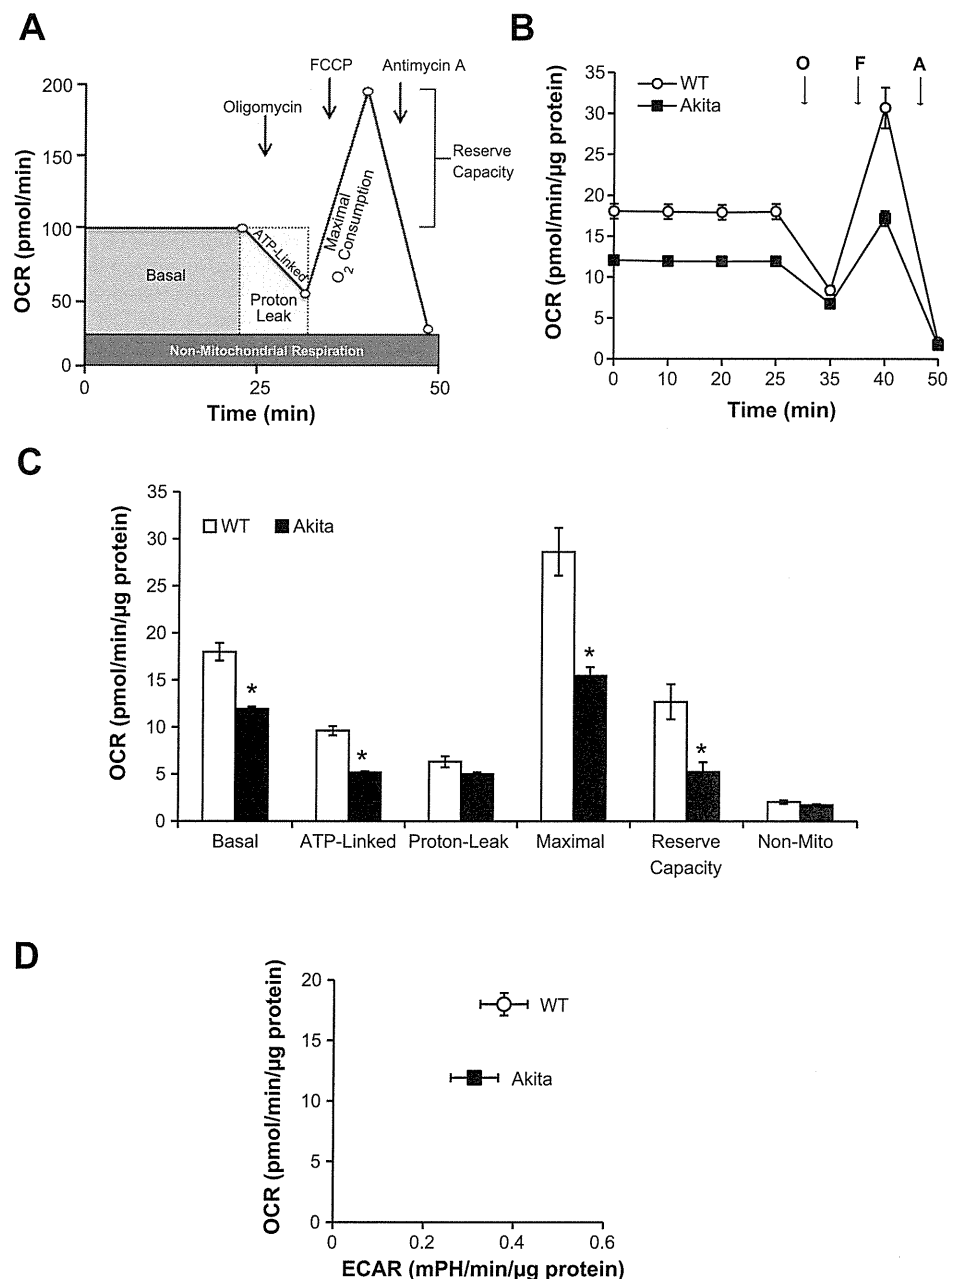 A
OCR (pmol/min)
200
150
100
50
0
0
25
50
Time (min)
Oligomycin
FCCP
Antimycin A
Reserve
Capacity
Basal
ATP-Linked
Proton
Leak
Maximal
O2 Consumption
Non-Mitochondrial Respiration
B
OCR (pmol/min/µg protein)
35
30
25
20
15
10
5
0
WT
Akita
O
F
A
0
10
20
25
35
40
50
Time (min)
C
OCR (pmol/min/µg protein)
35
30
25
20
15
10
5
0
WT
Akita
*
*
*
*
Basal
ATP-Linked
Proton-Leak
Maximal
Reserve
Capacity
Non-Mito
D
OCR (pmol/min/µg protein)
20
15
10
5
0
WT
Akita
0
0.2
0.4
0.6
ECAR (mPH/min/µg protein)